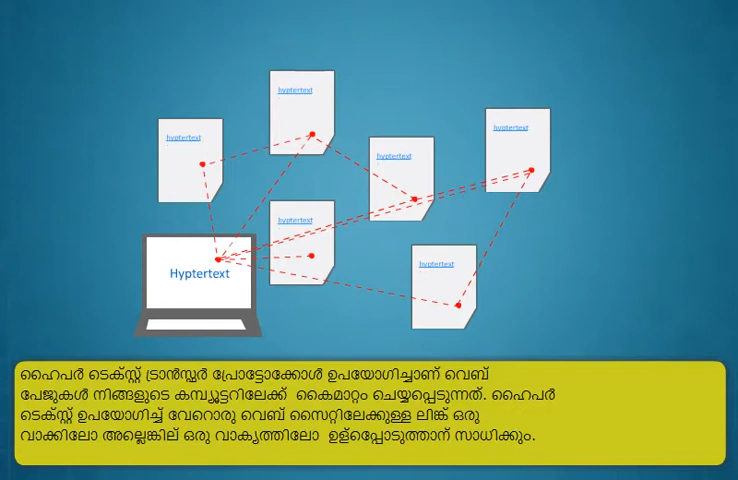 hyptertext
hyptertext
hyptertext
hyptertext
hyptertext
hyptertext
Hyptertext
ഹൈപർ ടെക്സ്റ്റ് ട്രാൻസ്ഫർ പ്രോട്ടോക്കോൾ ഉപയോഗിച്ചാണ് വെബ്
പേജുകൾ നിങ്ങളുടെ കമ്പ്യൂട്ടറിലേക്ക് കൈമാറ്റം ചെയ്യപ്പെടുന്നത്. ഹൈപർ
ടെക്സ്റ്റ് ഉപയോഗിച്ച് വേറൊരു വെബ് സൈറ്റിലേക്കുള്ള ലിങ്ക് ഒരു
വാക്കിലോ അല്ലെങ്കില് ഒരു വാക്യത്തിലോ ഉള്പ്പൊടുത്താന് സാധിക്കും.